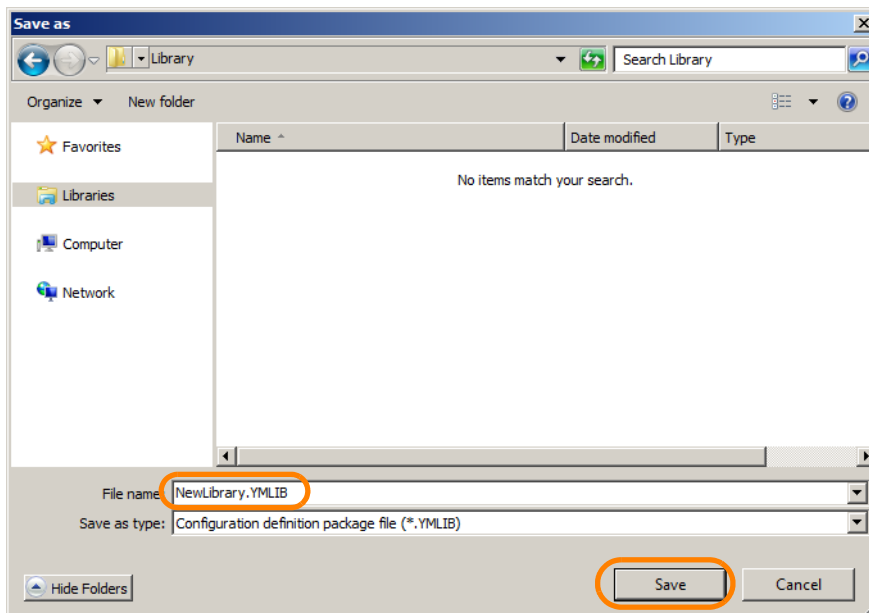 Save as
Library
Search Library
Organize
New folder
Name
Date modified
Type
Favorites
No items match your search.
Libraries
Computer
Network
File name:
NewLibrary.YMLIB
Save as type:
Configuration definition package file (*.YMLIB)
Hide Folders
Save
Cancel